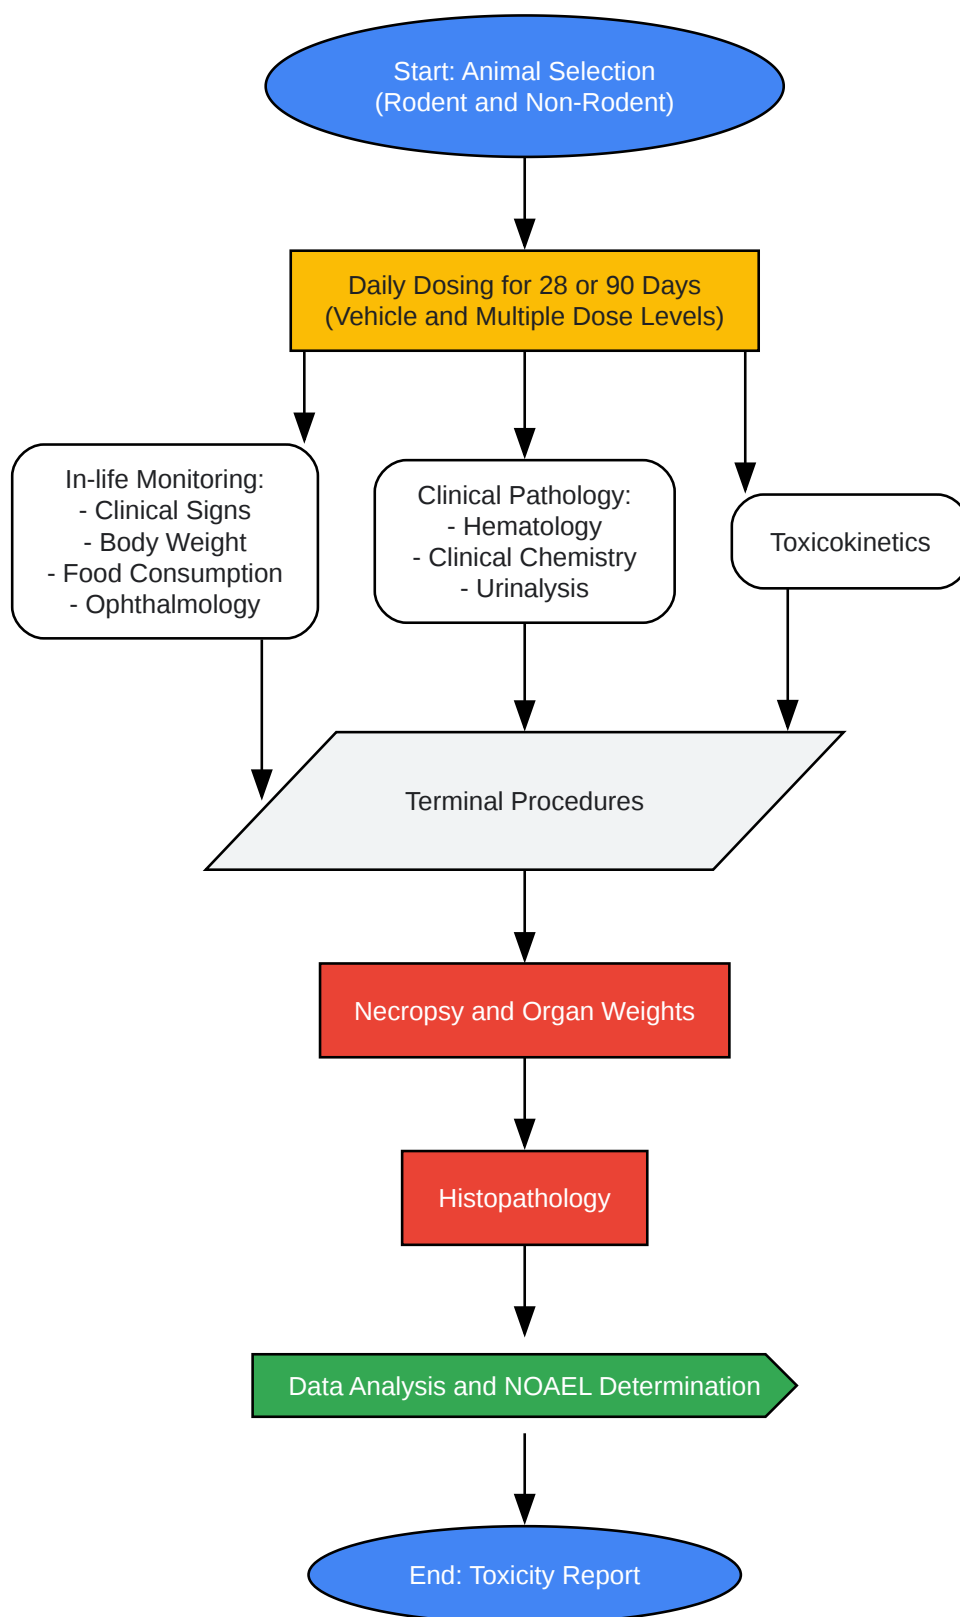 Start: Animal Selection
(Rodent and Non-Rodent)
Daily Dosing for 28 or 90 Days
(Vehicle and Multiple Dose Levels)
In-life Monitoring:
- Clinical Signs
- Body Weight
- Food Consumption
- Ophthalmology
Clinical Pathology:
- Hematology
- Clinical Chemistry
- Urinalysis
Toxicokinetics
Terminal Procedures
Necropsy and Organ Weights
Histopathology
Data Analysis and NOAEL Determination
End: Toxicity Report